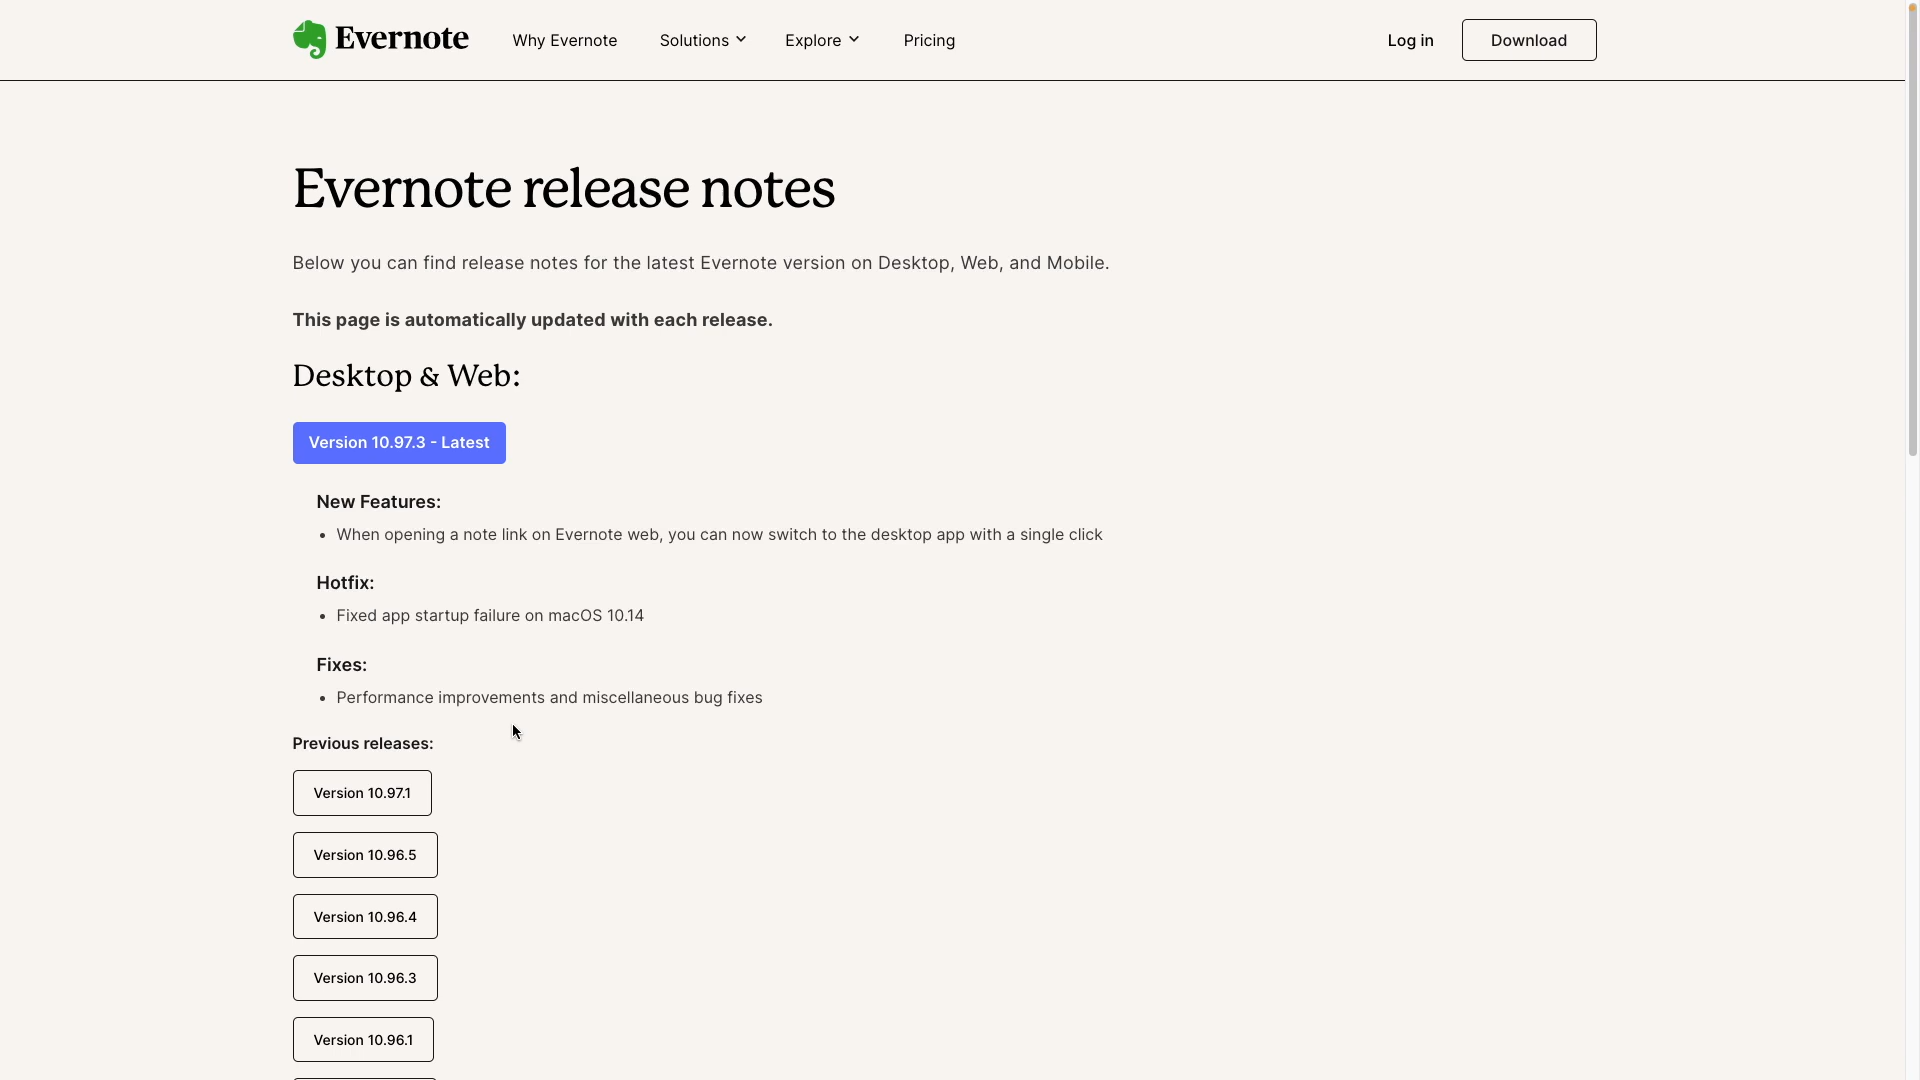 Evernote
Why Evernote
Solutions
Explore
Pricing
Log in
Download
Evernote release notes
Below you can find release notes for the latest Evernote version on Desktop, Web, and Mobile.
This page is automatically updated with each release.
Desktop & Web:
Version 10.97.3 - Latest
New Features:
• When opening a note link on Evernote web, you can now switch to the desktop app with a single click
Hotfix:
• Fixed app startup failure on macOS 10.14
Fixes:
• Performance improvements and miscellaneous bug fixes
Previous releases:
Version 10.97.1
Version 10.96.5
Version 10.96.4
Version 10.96.3
Version 10.96.1